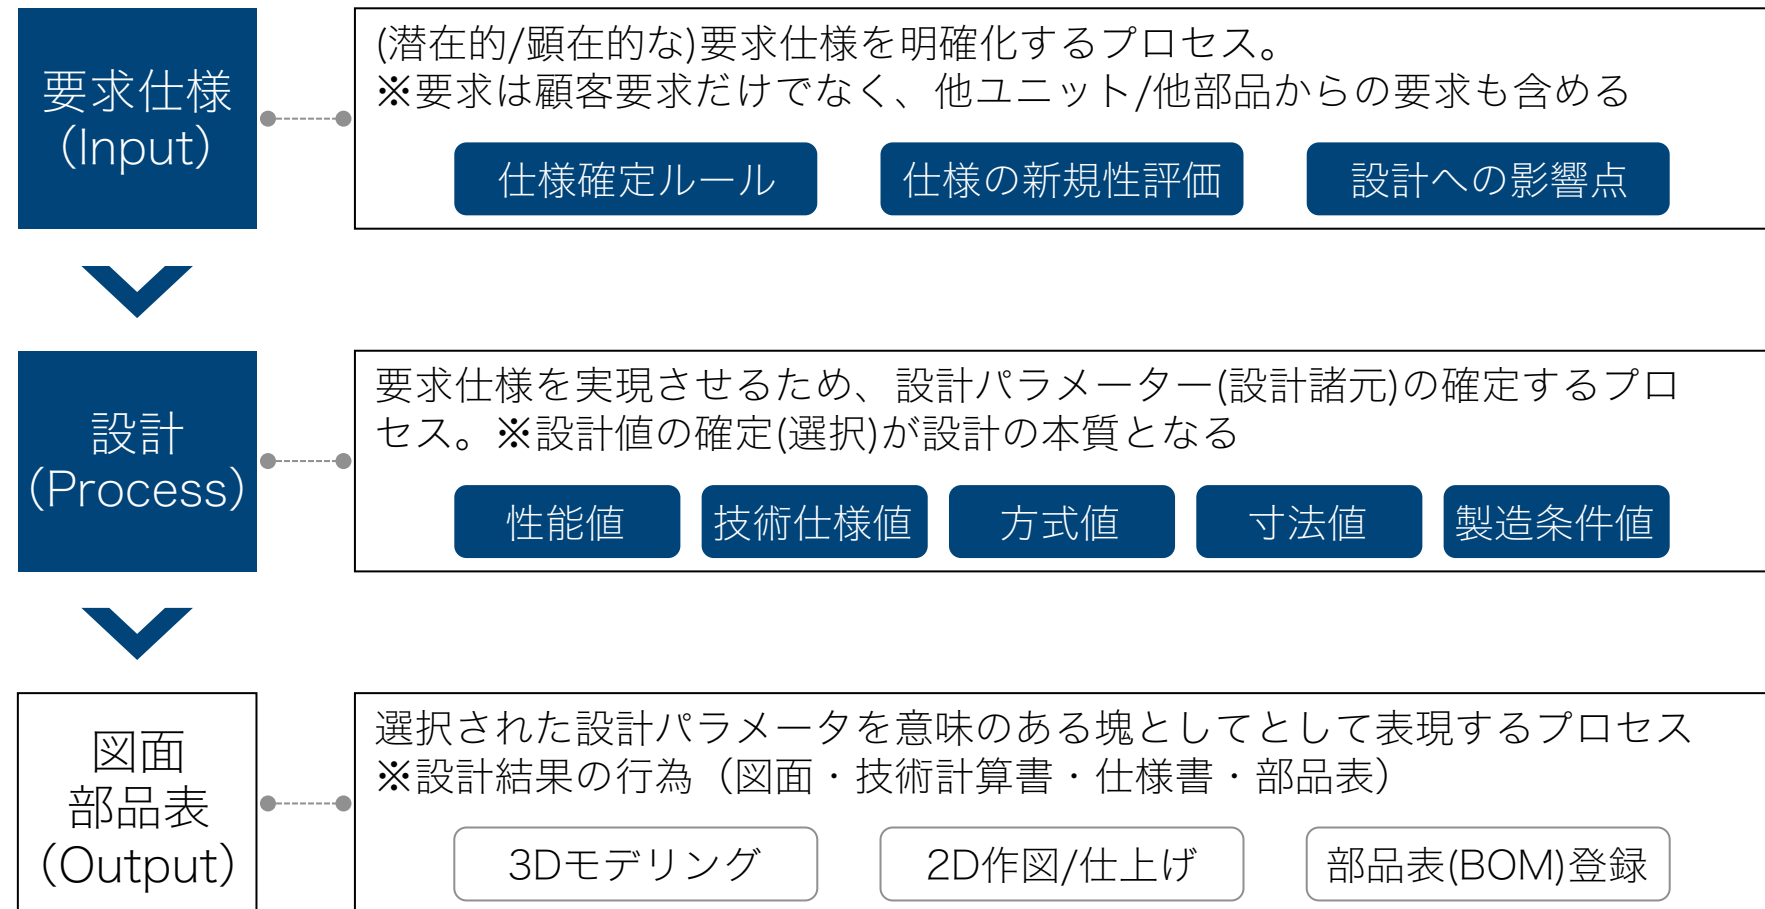 要求仕様
(Input)
(潜在的/顕在的な)要求仕様を明確化するプロセス。
※要求は顧客要求だけでなく、他ユニット/他部品からの要求も含める
仕様確定ルール
仕様の新規性評価
設計への影響点
設計
(Process)
要求仕様を実現させるため、設計パラメーター(設計諸元)の確定するプロ
セス。※設計値の確定(選択)が設計の本質となる
性能値
技術仕様値
方式値
寸法値
製造条件値
図面
部品表
(Output)
選択された設計パラメータを意味のある塊としてとして表現するプロセス
※設計結果の行為（図面・技術計算書・仕様書・部品表）
3Dモデリング
2D作図/仕上げ
部品表(BOM)登録